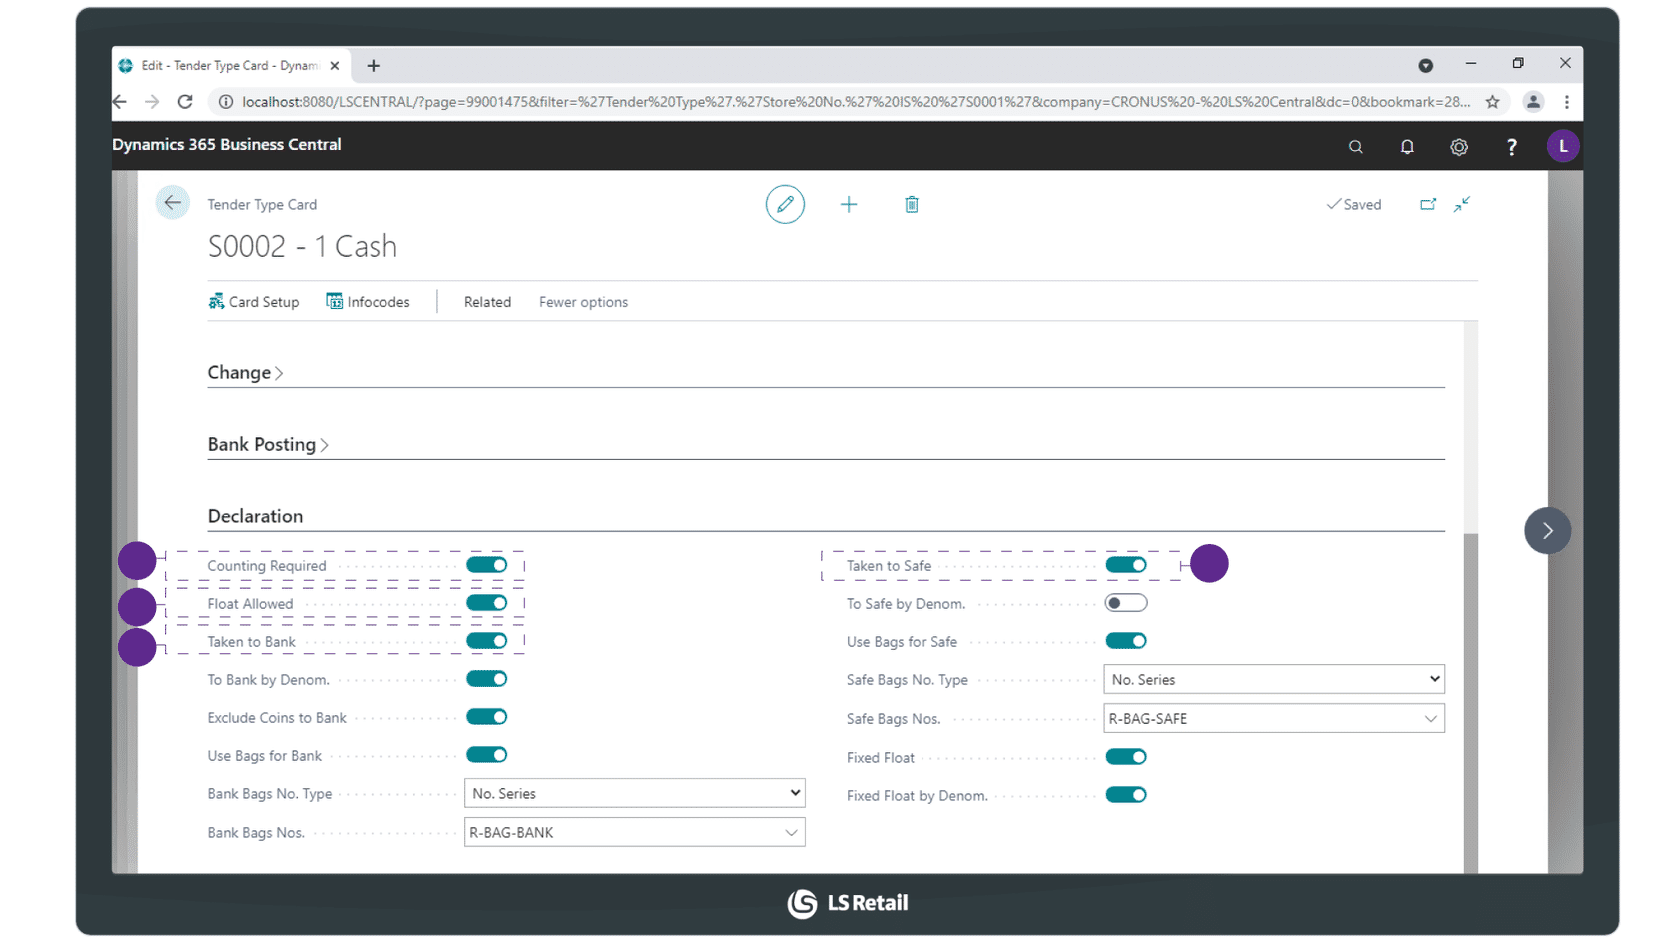 Edit - Tender Type Card - Dynam
localhost:8080/LSCENTRAL/?page=99001475&filter=%27Tender%20Type%27.%27Store%20No.%27%20IS%20%27S0001%27&company=CRONUS%20-%20LS%20Central&dc=0&bookmark=28...
Dynamics 365 Business Central
?
L
Tender Type Card
Saved
S0002 - 1 Cash
Card Setup
Infocodes
Related
Fewer options
Change
Bank Posting
Declaration
Counting Required
Float Allowed
Taken to Bank
To Bank by Denom.
Exclude Coins to Bank
Use Bags for Bank
Bank Bags No. Type
No. Series
Bank Bags Nos.
R-BAG-BANK
Taken to Safe
To Safe by Denom.
Use Bags for Safe
Safe Bags No. Type
No. Series
Safe Bags Nos.
R-BAG-SAFE
Fixed Float
Fixed Float by Denom.
LS Retail